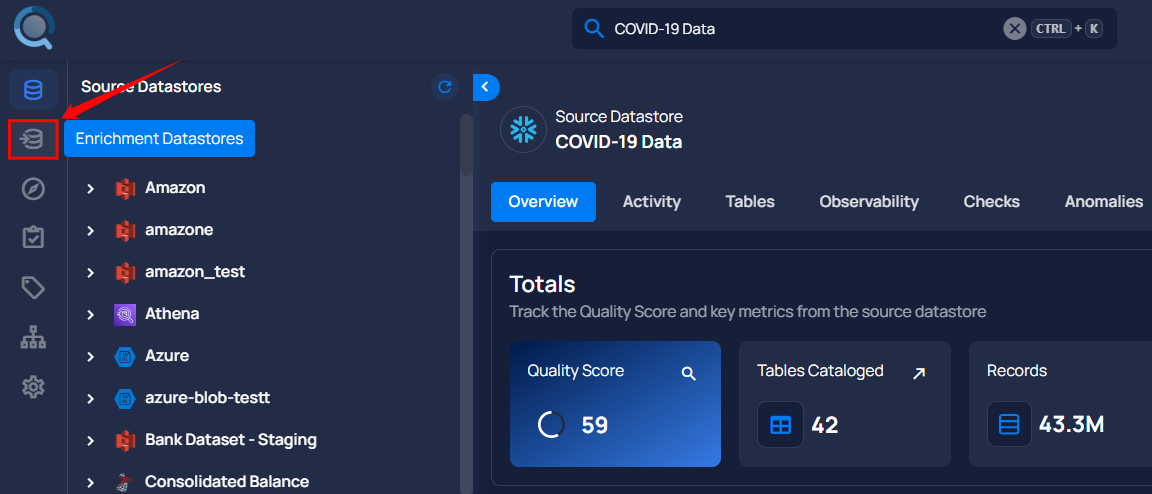 COVID-19 Data
CTRL + K
Source Datastores
Enrichment Datastores
Amazon
amazone
amazon_test
Athena
Azure
azure-blob-testt
Bank Dataset - Staging
Consolidated Balance
Source Datastore
COVID-19 Data
Overview Activity Tables Observability Checks Anomalies
Totals
Track the Quality Score and key metrics from the source datastore
Quality Score
59
Tables Cataloged
42
Records
43.3M